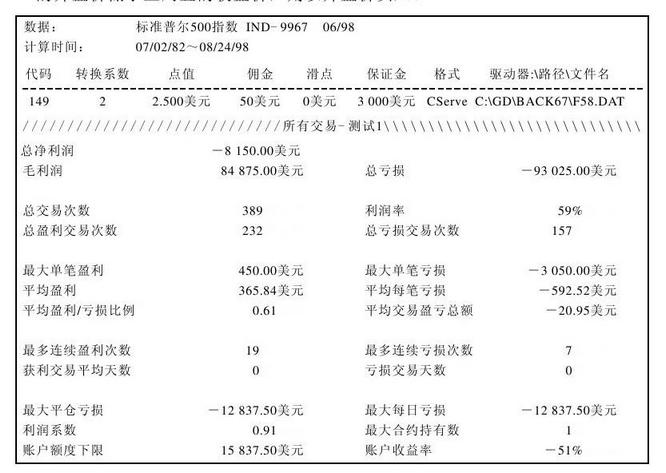 数据： 标准普尔500指数 IND-9967 06/98
计算时间： 07/02/82～08/24/98
代码 转换系数 点值 佣金 滑点 保证金 格式 驱动器:\路径\文件名
149 2 2.500美元 50美元 0美元 3 000美元 CServe C:\GD\BACK67\F58.DAT
/////////////////////////////所有交易-测试1\\\\\\\\\\\\\\\\\\\\\\\\\\\\\
总净利润 －8 150.00美元
毛利润 84 875.00美元 总亏损 －93 025.00美元
总交易次数 389 利润率 59%
总盈利交易次数 232 总亏损交易次数 157
最大单笔盈利 450.00美元 最大单笔亏损 －3 050.00美元
平均盈利 365.84美元 平均每笔亏损 －592.52美元
平均盈利/亏损比例 0.61 平均交易盈亏总额 －20.95美元
最多连续盈利次数 19 最多连续亏损次数 7
获利交易平均天数 0 亏损交易天数 0
最大平仓亏损 －12 837.50美元 最大每日亏损 －12 837.50美元
利润系数 0.91 最大合约持有数 1
账户额度下限 15 837.50美元 账户收益率 －51%